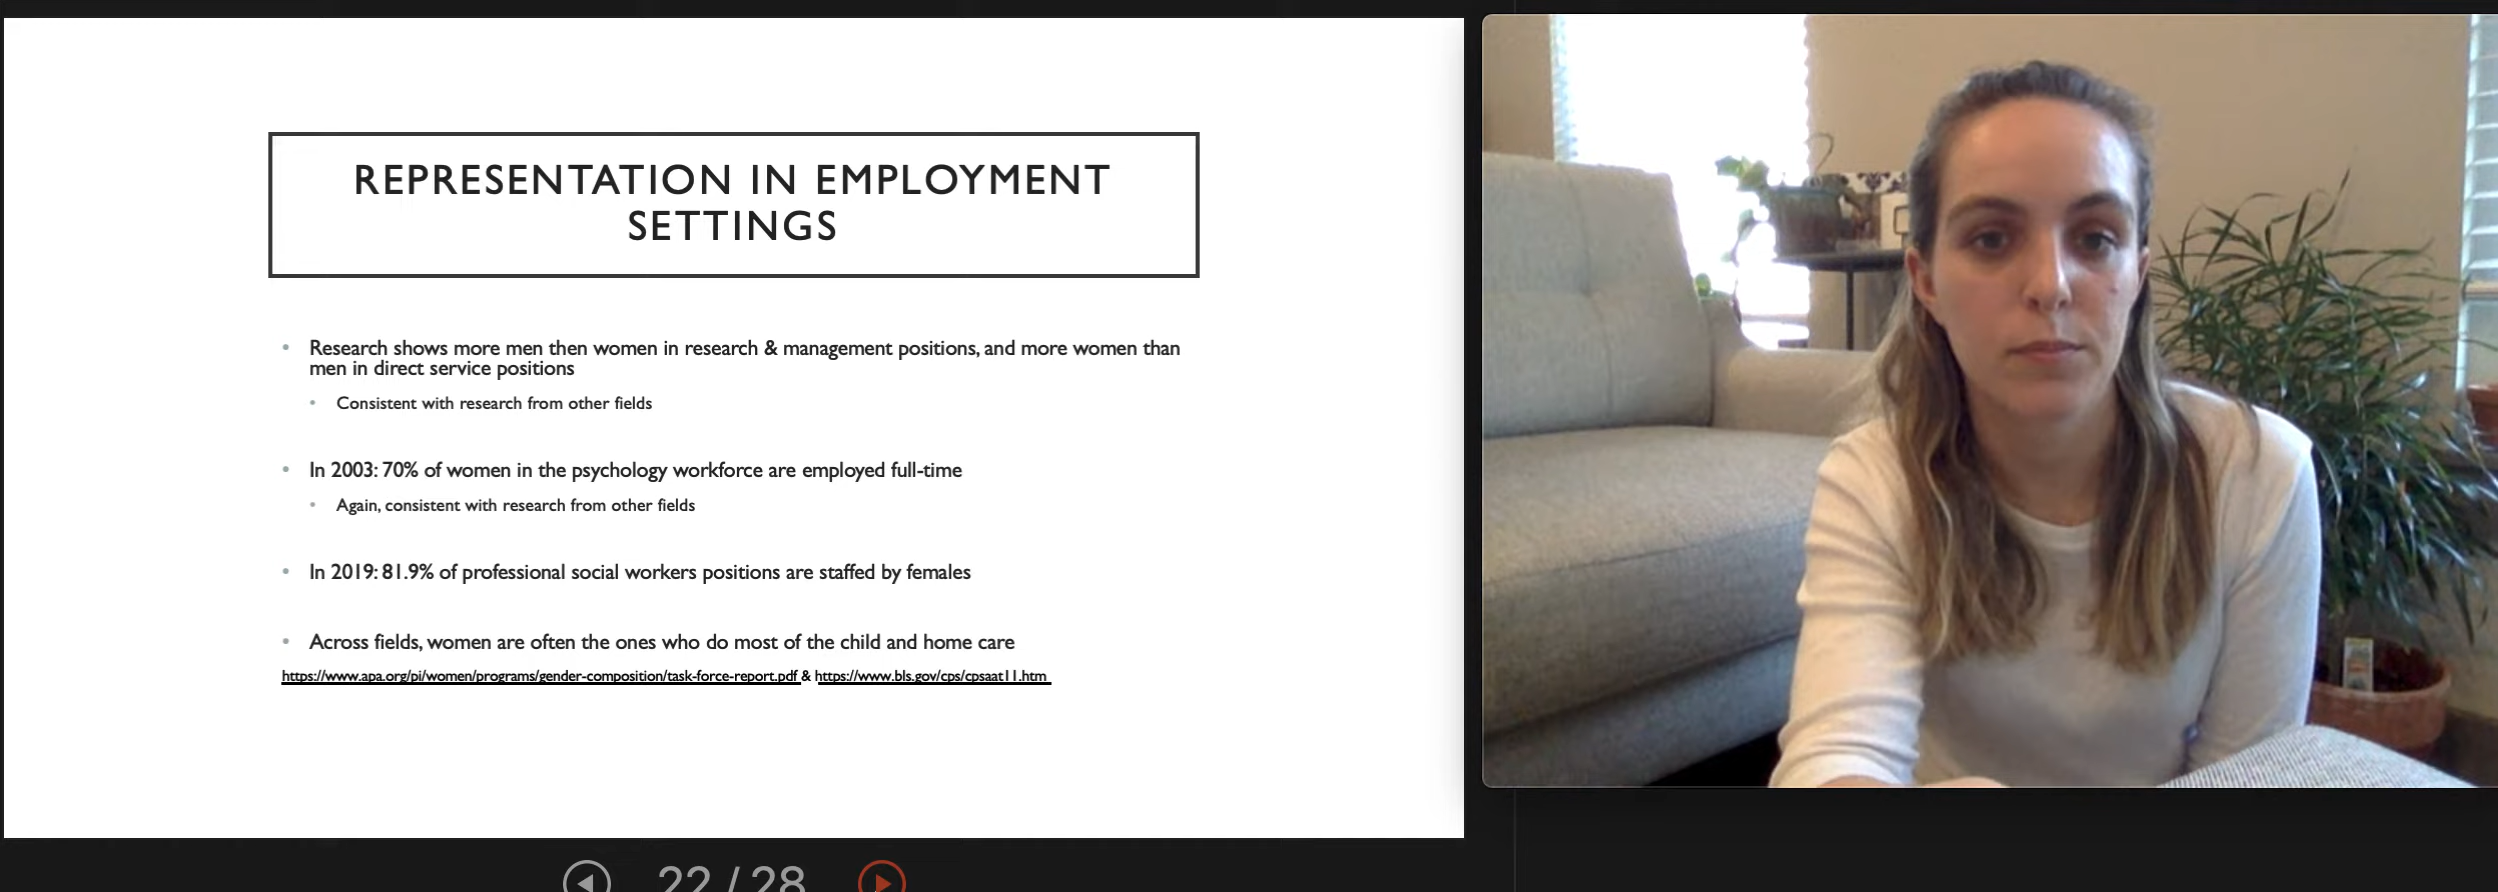 REPRESENTATION IN EMPLOYMENT
SETTINGS
• Research shows more men then women in research & management positions, and more women than
men in direct service positions
• Consistent with research from other fields
• In 2003: 70% of women in the psychology workforce are employed full-time
• Again, consistent with research from other fields
• In 2019: 81.9% of professional social workers positions are staffed by females
• Across fields, women are often the ones who do most of the child and home care
https://www.apa.org/pi/women/programs/gender-composition/task-force-report.pdf & https://www.bls.gov/cps/cpsaat11.htm
22 / 28